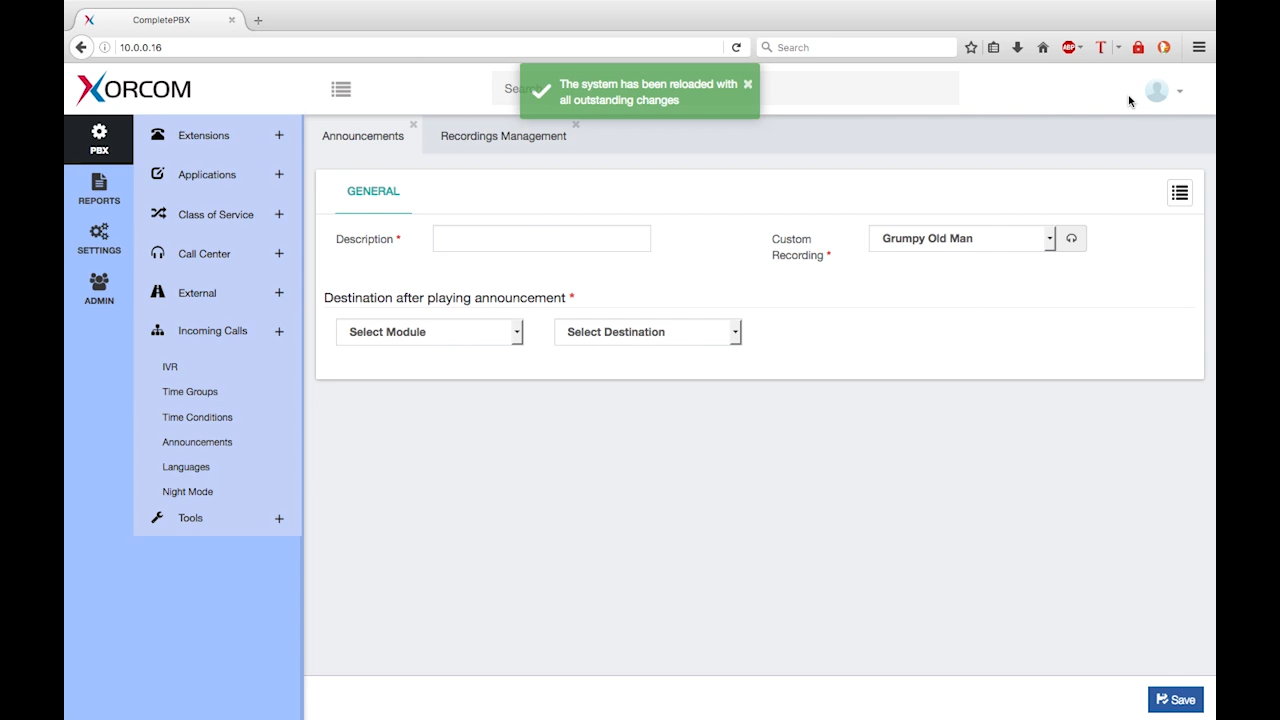 CompletePBX
10.0.0.16
Search
ABP
T
XORCOM
The system has been reloaded with
all outstanding changes
PBX
REPORTS
SETTINGS
ADMIN
Extensions
Applications
Class of Service
Call Center
External
Incoming Calls
IVR
Time Groups
Time Conditions
Announcements
Languages
Night Mode
Tools
Announcements
Recordings Management
GENERAL
Description *
Custom
Recording *
Grumpy Old Man
Destination after playing announcement *
Select Module
Select Destination
Save